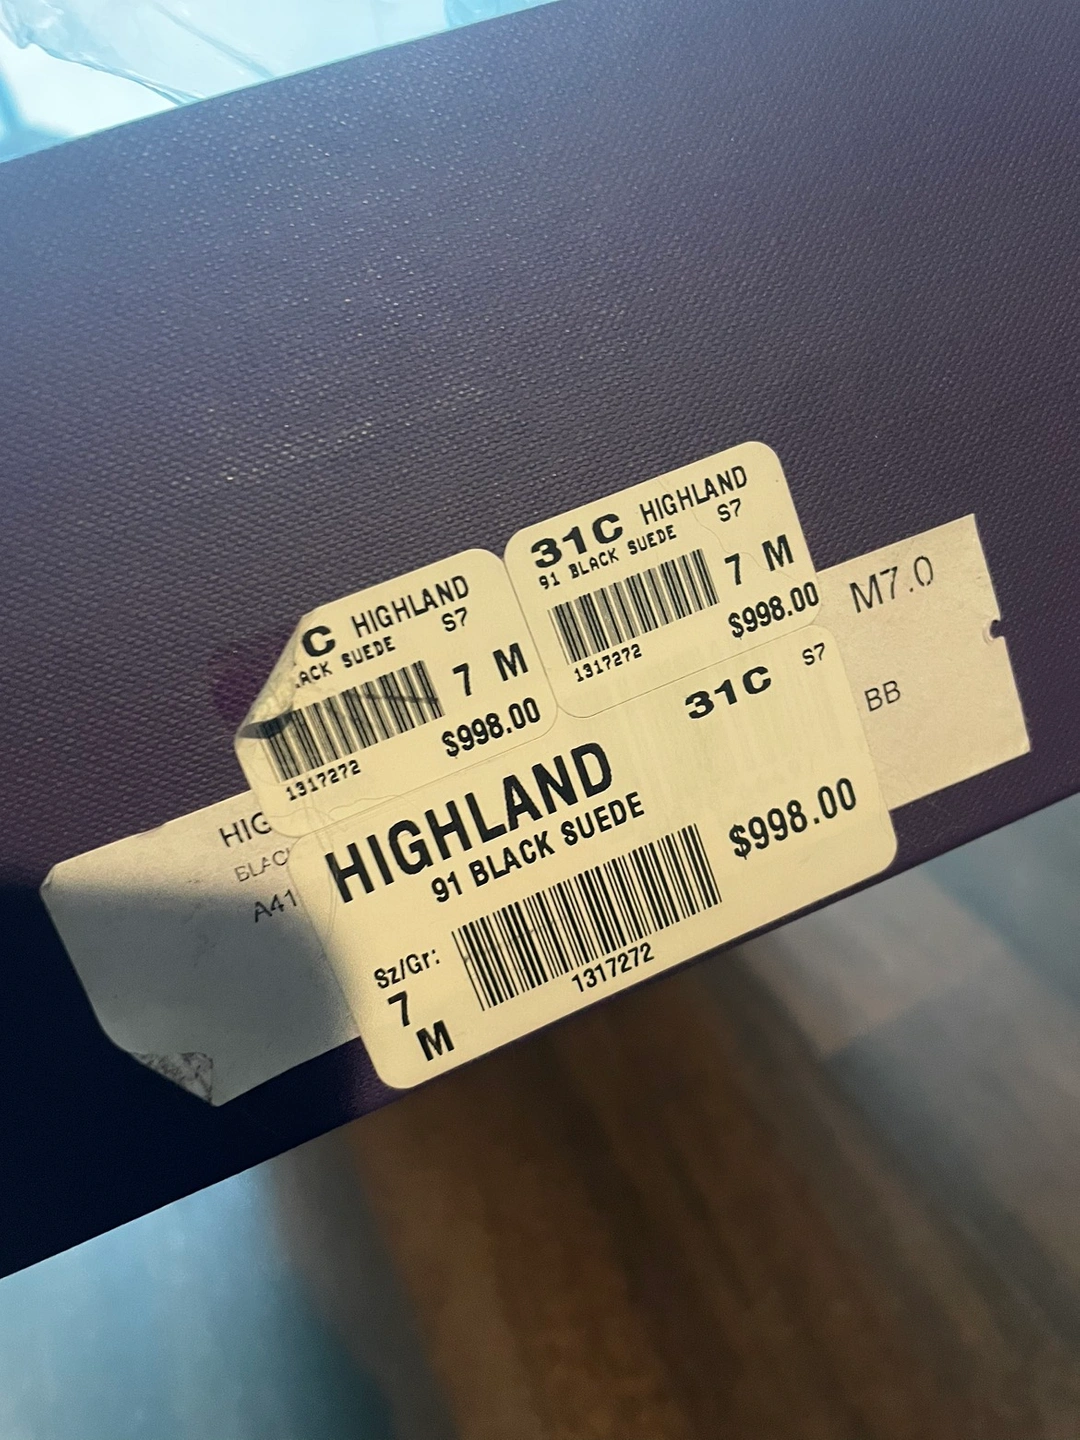 C HIGHLAND
ACK SUEDE S7
7 M
$998.00
1317272
31C HIGHLAND
91 BLACK SUEDE S7
7 M
$998.00
1317272
31C S7
HIGHLAND
91 BLACK SUEDE
$998.00
Sz/Gr:
7
M
1317272
HIG
BLAC
A41
M7.0
BB